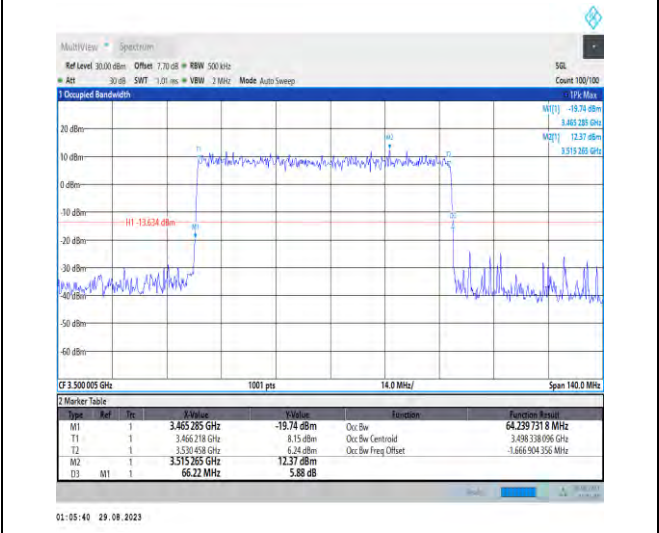 MultiView Spectrum
Ref Level 30.00 dBm Offset 7.70 dB RBW 500 kHz SGL
Att 30 dB SWT 1.01 ms VBW 2 MHz Mode Auto Sweep Count 100/100
1 Occupied Bandwidth 1Pk Max
M1[1] -19.74 dBm
3.465 285 GHz
M2[1] 12.37 dBm
3.515 265 GHz
20 dBm
M2
T1
10 dBm
0 dBm
-10 dBm
D3
H1 -13.634 dBm
M1
-20 dBm
-30 dBm
-40 dBm
-50 dBm
-60 dBm
CF 3.500 005 GHz 1001 pts 14.0 MHz/ Span 140.0 MHz
2 Marker Table
Type Ref Trc X-Value Y-Value Function Function Result
M1 1 3.465 285 GHz -19.74 dBm Occ Bw 64.239 731 8 MHz
T1 1 3.466 218 GHz 8.15 dBm Occ Bw Centroid 3.498 338 096 GHz
T2 1 3.530 458 GHz 6.24 dBm Occ Bw Freq Offset -1.666 904 356 MHz
M2 1 3.515 265 GHz 12.37 dBm
D3 M1 1 66.22 MHz 5.88 dB
01:05:40 29.08.2023